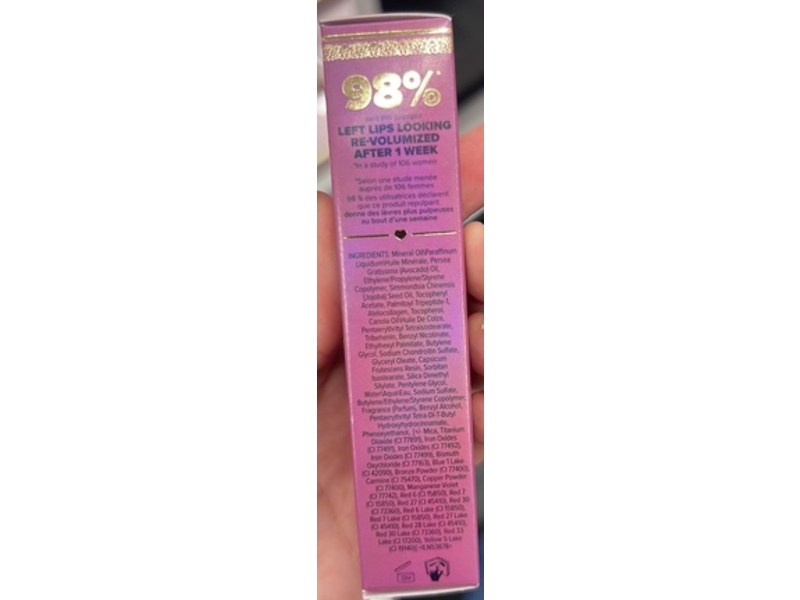 98%*
said this plumper
LEFT LIPS LOOKING
RE-VOLUMIZED
AFTER 1 WEEK
*In a study of 106 women
*Selon une étude menée
auprès de 106 femmes
98 % des utilisatrices déclarent
que ce produit repulpant
donne des lèvres plus pulpeuses
au bout d'une semaine
INGREDIENTS: Mineral Oil\Paraffinum
Liquidum\Huile Minérale, Persea
Gratissima (Avocado) Oil,
Ethylene/Propylene/Styrene
Copolymer, Simmondsia Chinensis
(Jojoba) Seed Oil, Tocopheryl
Acetate, Palmitoyl Tripeptide-1,
Atelocollagen, Tocopherol,
Canola Oil\Huile De Colza,
Pentaerythrityl Tetraisostearate,
Tribehenin, Benzyl Nicotinate,
Ethylhexyl Palmitate, Butylene
Glycol, Sodium Chondroitin Sulfate,
Glyceryl Oleate, Capsicum
Frutescens Resin, Sorbitan
Isostearate, Silica Dimethyl
Silylate, Pentylene Glycol,
Water\Aqua\Eau, Sodium Sulfate,
Butylene/Ethylene/Styrene Copolymer,
Fragrance (Parfum), Benzyl Alcohol,
Pentaerythrityl Tetra-Di-T-Butyl
Hydroxyhydrocinnamate,
Phenoxyethanol, [+/- Mica, Titanium
Dioxide (CI 77891), Iron Oxides
(CI 77491), Iron Oxides (CI 77492),
Iron Oxides (CI 77499), Bismuth
Oxychloride (CI 77163), Blue 1 Lake
(CI 42090), Bronze Powder (CI 77400),
Carmine (CI 75470), Copper Powder
(CI 77400), Manganese Violet
(CI 77742), Red 6 (CI 15850), Red 7
(CI 15850), Red 27 (CI 45410), Red 30
(CI 73360), Red 6 Lake (CI 15850),
Red 7 Lake (CI 15850), Red 27 Lake
(CI 45410), Red 28 Lake (CI 45410),
Red 30 Lake (CI 73360), Red 33
Lake (CI 17200), Yellow 5 Lake
(CI 19140)] <ILN53878>